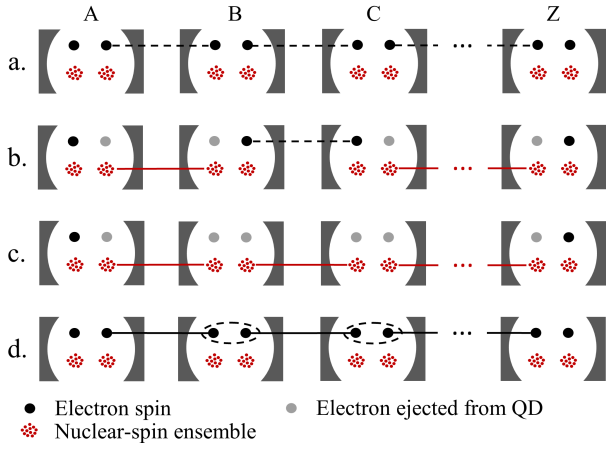 A B C Z
a.
...
b.
...
c.
...
d.
...
Electron spin
Electron ejected from QD
Nuclear-spin ensemble